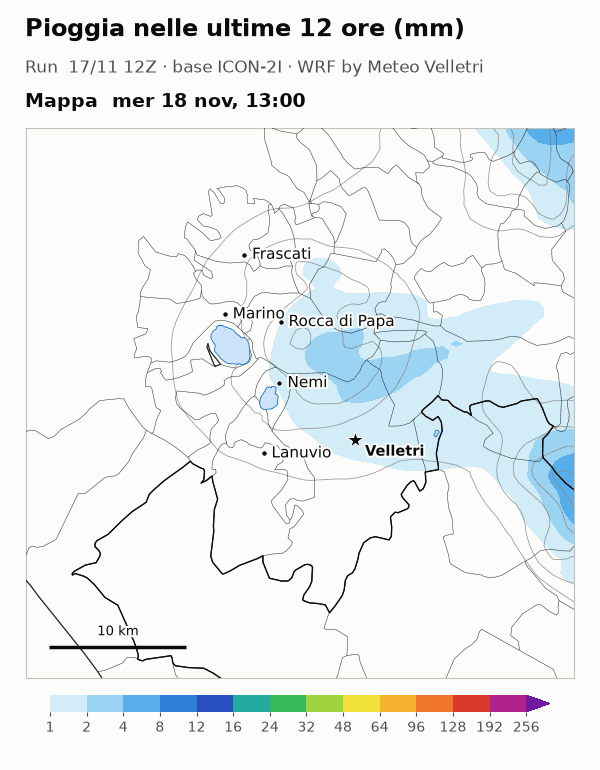 Pioggia nelle ultime 12 ore (mm)
Run  17/11 12Z · base ICON-2I · WRF by Meteo Velletri
Mappa  mer 18 nov, 13:00
Frascati
Marino
Rocca di Papa
Nemi
Velletri
Lanuvio
10 km
1 2 4 8 12 16 24 32 48 64 96 128 192 256